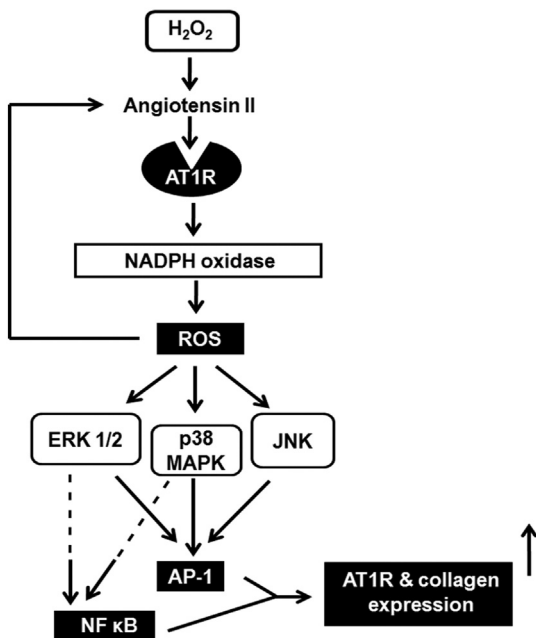 H₂O₂
Angiotensin II
AT1R
NADPH oxidase
ROS
ERK 1/2
p38
MAPK
JNK
AP-1
AT1R & collagen
expression
NF κB